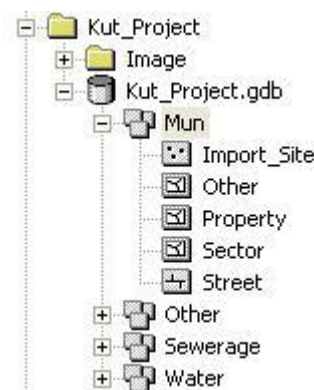 Kut_Project
Image
Kut_Project.gdb
Mun
Import_Site
Other
Property
Sector
Street
Other
Sewerage
Water